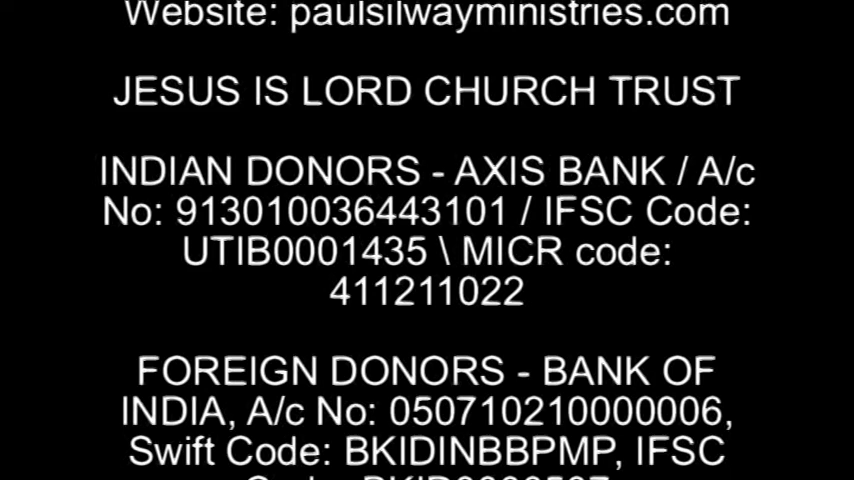 Website: paulsilwayministries.com
JESUS IS LORD CHURCH TRUST
INDIAN DONORS - AXIS BANK / A/c
No: 913010036443101 / IFSC Code:
UTIB0001435 \ MICR code:
411211022
FOREIGN DONORS - BANK OF
INDIA, A/c No: 050710210000006,
Swift Code: BKIDINBBPMP, IFSC